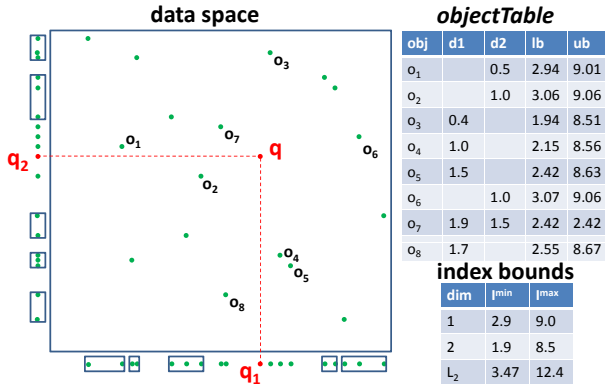 data space
o3
o1
o7
q
o6
q2
o2
o4
o5
o8
q1
objectTable
obj d1 d2 lb ub
o1 0.5 2.94 9.01
o2 1.0 3.06 9.06
o3 0.4 1.94 8.51
o4 1.0 2.15 8.56
o5 1.5 2.42 8.63
o6 1.0 3.07 9.06
o7 1.9 1.5 2.42 2.42
o8 1.7 2.55 8.67
index bounds
dim I^min I^max
1 2.9 9.0
2 1.9 8.5
L2 3.47 12.4